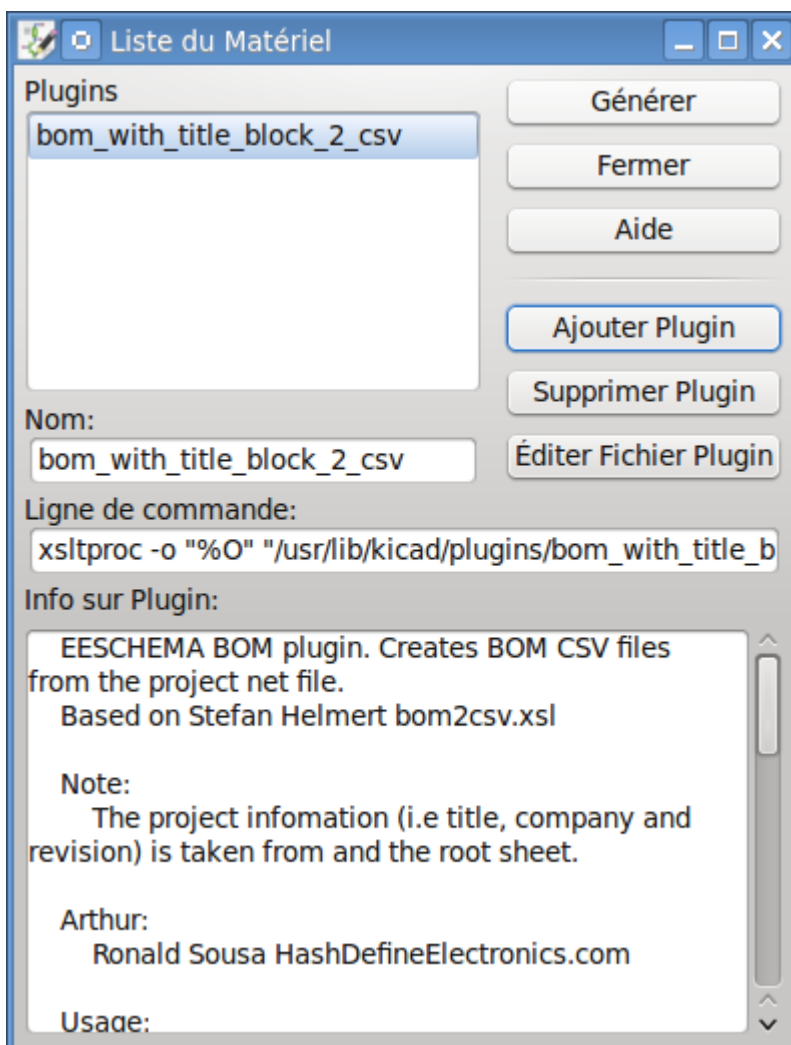 Liste du Matériel
Plugins
bom_with_title_block_2_csv
Générer
Fermer
Aide
Ajouter Plugin
Supprimer Plugin
Éditer Fichier Plugin
Nom:
bom_with_title_block_2_csv
Ligne de commande:
xsltproc -o "%O" "/usr/lib/kicad/plugins/bom_with_title_b
Info sur Plugin:
EESCHEMA BOM plugin. Creates BOM CSV files
from the project net file.
Based on Stefan Helmert bom2csv.xsl
Note:
The project infomation (i.e title, company and
revision) is taken from and the root sheet.
Arthur:
Ronald Sousa HashDefineElectronics.com
Usage: